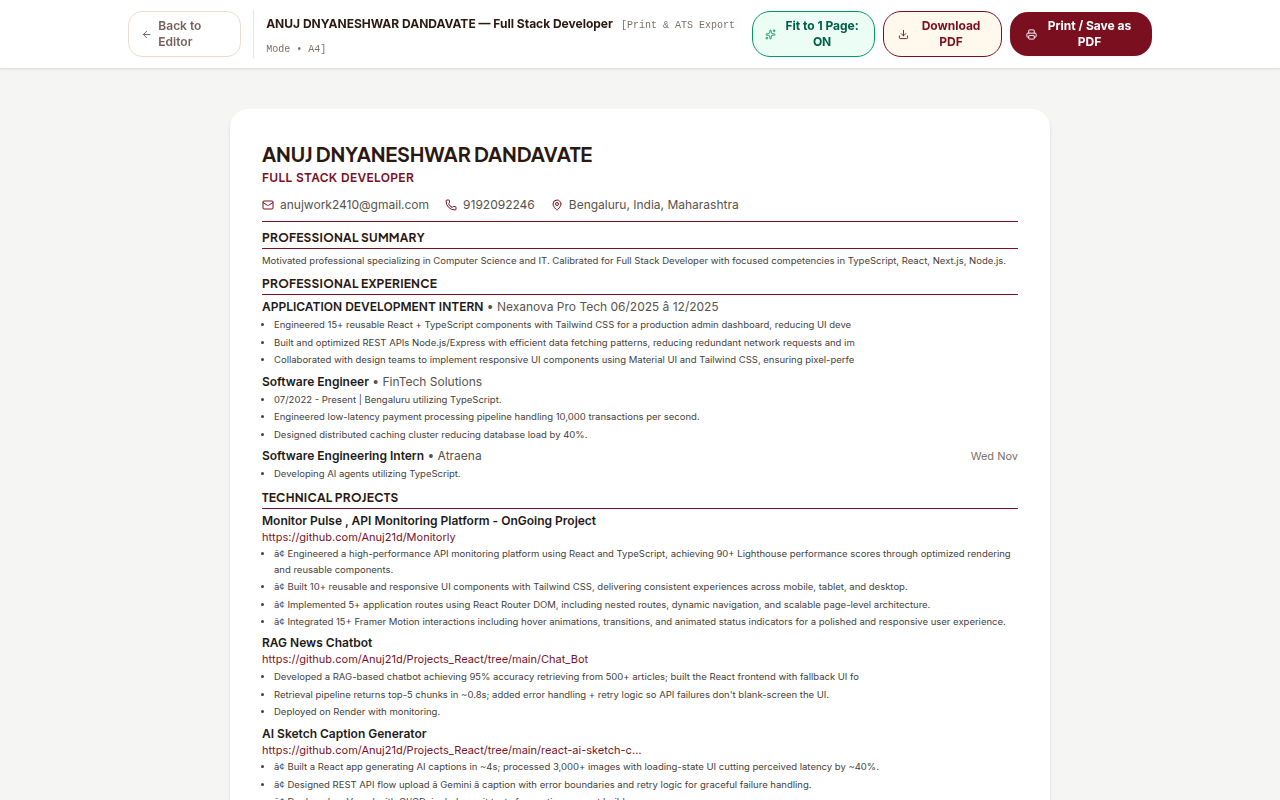 Back to Editor
ANUJ DNYANESHWAR DANDAVATE — Full Stack Developer [Print & ATS Export Mode • A4]
Fit to 1 Page: ON
Download PDF
Print / Save as PDF
ANUJ DNYANESHWAR DANDAVATE
FULL STACK DEVELOPER
anujwork2410@gmail.com 9192092246 Bengaluru, India, Maharashtra
PROFESSIONAL SUMMARY
Motivated professional specializing in Computer Science and IT. Calibrated for Full Stack Developer with focused competencies in TypeScript, React, Next.js, Node.js.
PROFESSIONAL EXPERIENCE
APPLICATION DEVELOPMENT INTERN • Nexanova Pro Tech 06/2025 â 12/2025
• Engineered 15+ reusable React + TypeScript components with Tailwind CSS for a production admin dashboard, reducing UI deve
• Built and optimized REST APIs Node.js/Express with efficient data fetching patterns, reducing redundant network requests and im
• Collaborated with design teams to implement responsive UI components using Material UI and Tailwind CSS, ensuring pixel-perfe
Software Engineer • FinTech Solutions
• 07/2022 - Present | Bengaluru utilizing TypeScript.
• Engineered low-latency payment processing pipeline handling 10,000 transactions per second.
• Designed distributed caching cluster reducing database load by 40%.
Software Engineering Intern • Atraena Wed Nov
• Developing AI agents utilizing TypeScript.
TECHNICAL PROJECTS
Monitor Pulse , API Monitoring Platform - OnGoing Project
https://github.com/Anuj21d/Monitorly
• â¢ Engineered a high-performance API monitoring platform using React and TypeScript, achieving 90+ Lighthouse performance scores through optimized rendering
and reusable components.
• â¢ Built 10+ reusable and responsive UI components with Tailwind CSS, delivering consistent experiences across mobile, tablet, and desktop.
• â¢ Implemented 5+ application routes using React Router DOM, including nested routes, dynamic navigation, and scalable page-level architecture.
• â¢ Integrated 15+ Framer Motion interactions including hover animations, transitions, and animated status indicators for a polished and responsive user experience.
RAG News Chatbot
https://github.com/Anuj21d/Projects_React/tree/main/Chat_Bot
• Developed a RAG-based chatbot achieving 95% accuracy retrieving from 500+ articles; built the React frontend with fallback UI fo
• Retrieval pipeline returns top-5 chunks in ~0.8s; added error handling + retry logic so API failures don't blank-screen the UI.
• Deployed on Render with monitoring.
AI Sketch Caption Generator
https://github.com/Anuj21d/Projects_React/tree/main/react-ai-sketch-c...
• â¢ Built a React app generating AI captions in ~4s; processed 3,000+ images with loading-state UI cutting perceived latency by ~40%.
• â¢ Designed REST API flow upload â Gemini â caption with error boundaries and retry logic for graceful failure handling.